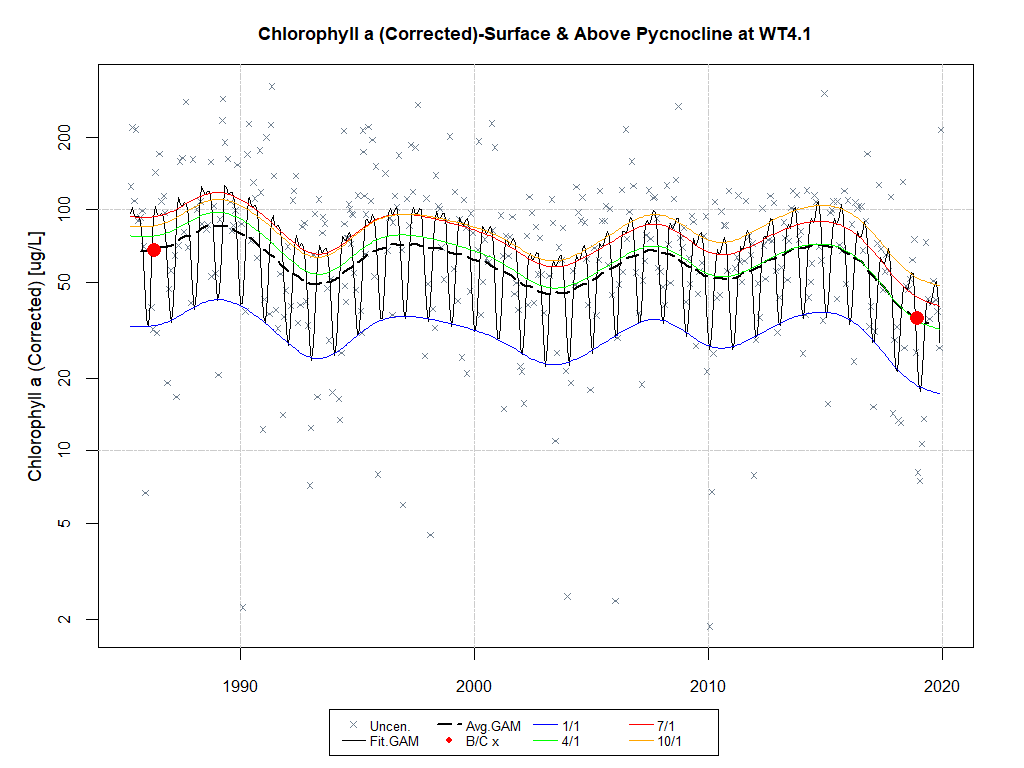 Chlorophyll a (Corrected)-Surface & Above Pycnocline at WT4.1
Chlorophyll a (Corrected) [ug/L]
200
100
50
20
10
5
2
1990 2000 2010 2020
Uncen. Avg.GAM 1/1 7/1
Fit.GAM B/C x 4/1 10/1